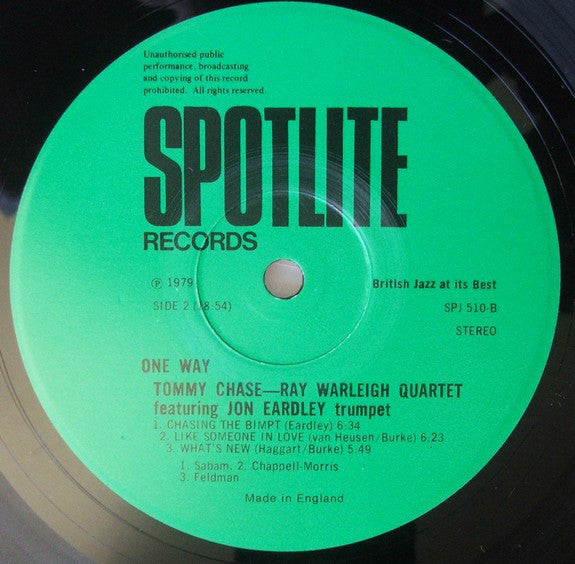 Unauthorised public
performance, broadcasting
and copying of this record
prohibited. All rights reserved.
SPOTLITE
RECORDS
℗ 1979
British Jazz at its Best
SIDE 2 (18:54)
SPJ 510-B
STEREO
ONE WAY
TOMMY CHASE—RAY WARLEIGH QUARTET
featuring JON EARDLEY trumpet
1. CHASING THE BIMPT (Eardley) 6:34
2. LIKE SOMEONE IN LOVE (van Heusen/Burke) 6:23
3. WHAT'S NEW (Haggart/Burke) 5:49
1. Sabam. 2. Chappell-Morris
3. Feldman
Made in England